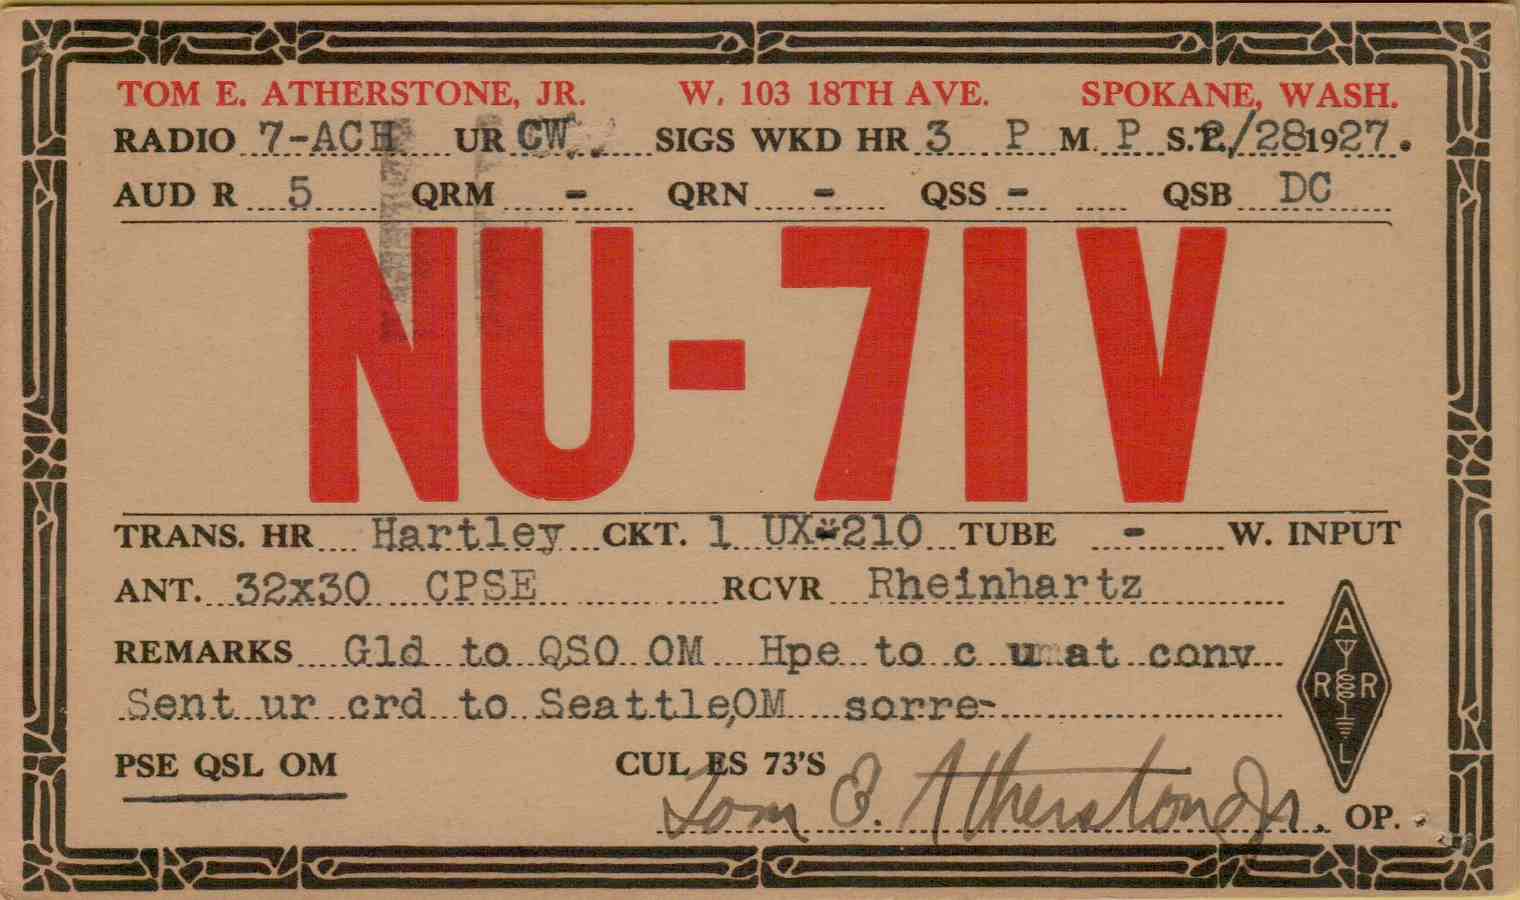 TOM E. ATHERSTONE, JR. W. 103 18TH AVE. SPOKANE, WASH.
RADIO 7-ACH UR CW SIGS WKD HR 3 P M. P S.T. 2/28 1927.
AUD R 5 QRM - QRN - QSS - QSB DC
NU-7IV
TRANS. HR Hartley CKT. 1 UX-210 TUBE - W. INPUT
ANT. 32x30 CPSE RCVR Rheinhartz
REMARKS Gld to QSO OM Hpe to c u at conv
Sent ur crd to Seattle,OM sorre-
ARRL
PSE QSL OM CUL ES 73'S
Tom E. Atherston Jr. OP.